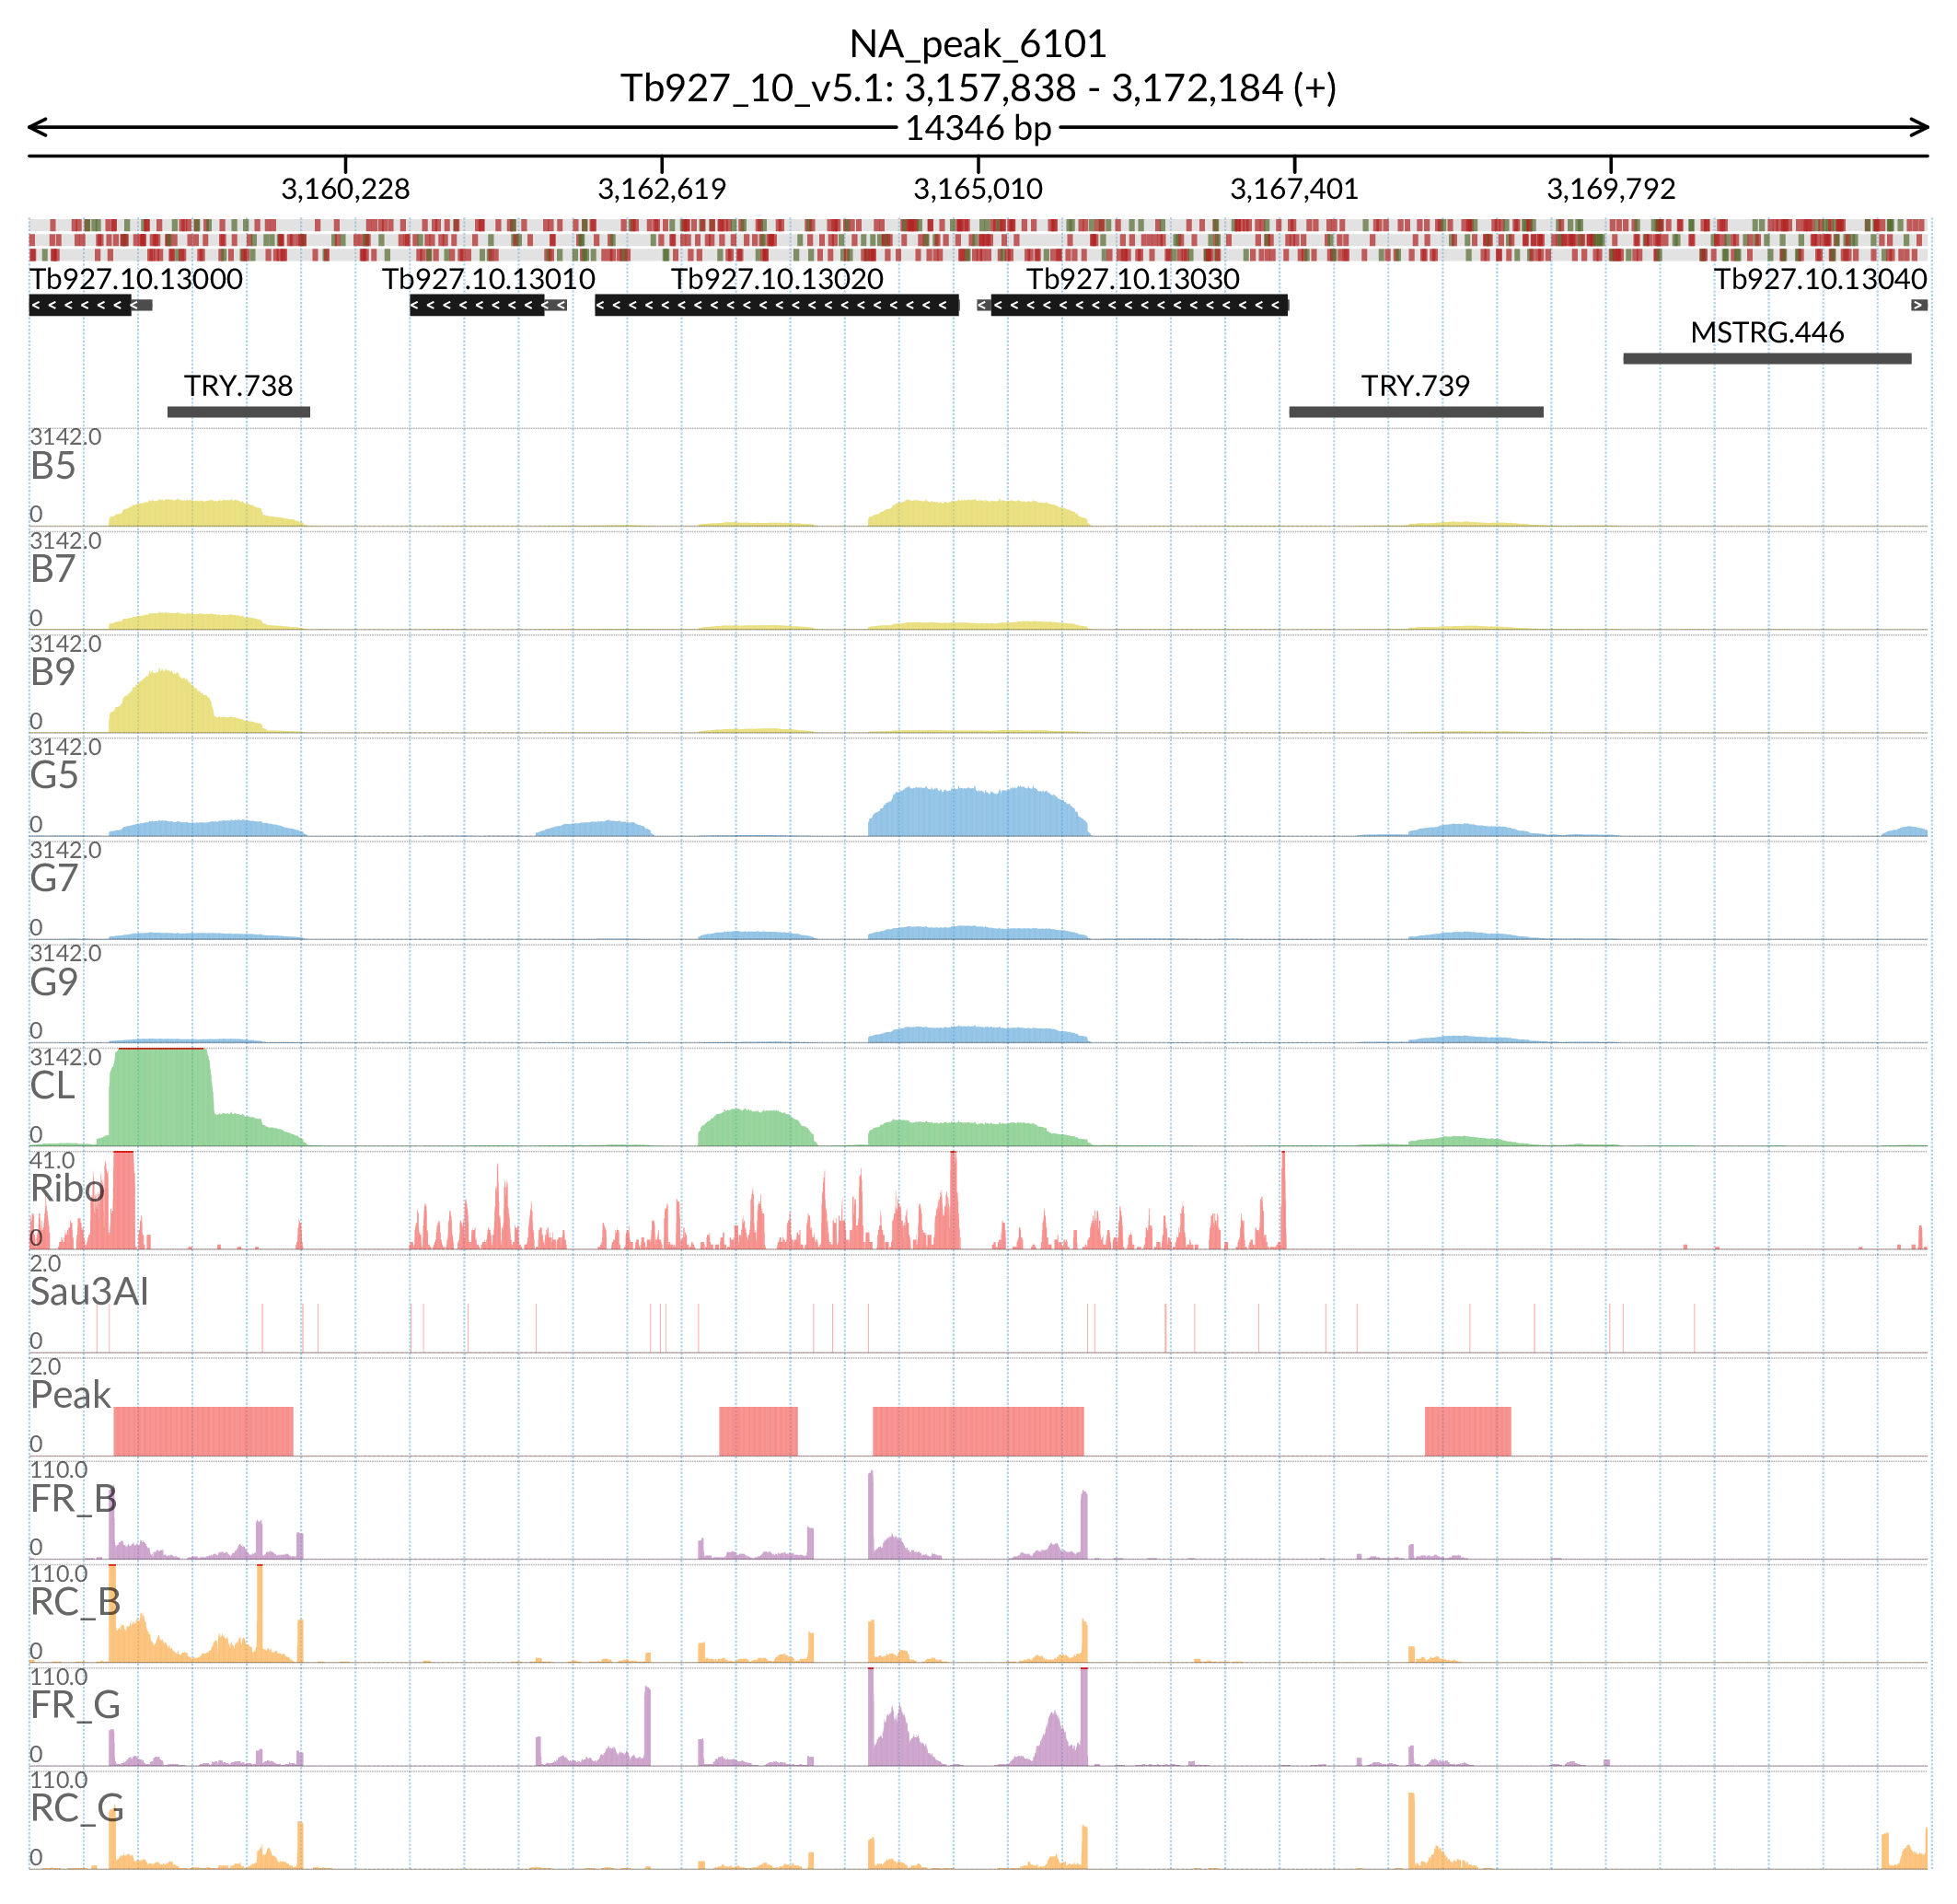 NA_peak_6101
Tb927_10_v5.1: 3,157,838 - 3,172,184 (+)
14346 bp
3,160,228 3,162,619 3,165,010 3,167,401 3,169,792
Tb927.10.13000 Tb927.10.13010 Tb927.10.13020 Tb927.10.13030 Tb927.10.13040
MSTRG.446
TRY.738 TRY.739
3142.0
B5
0
3142.0
B7
0
3142.0
B9
0
3142.0
G5
0
3142.0
G7
0
3142.0
G9
0
3142.0
CL
0
41.0
Ribo
0
2.0
Sau3AI
0
2.0
Peak
0
110.0
FR_B
0
110.0
RC_B
0
110.0
FR_G
0
110.0
RC_G
0